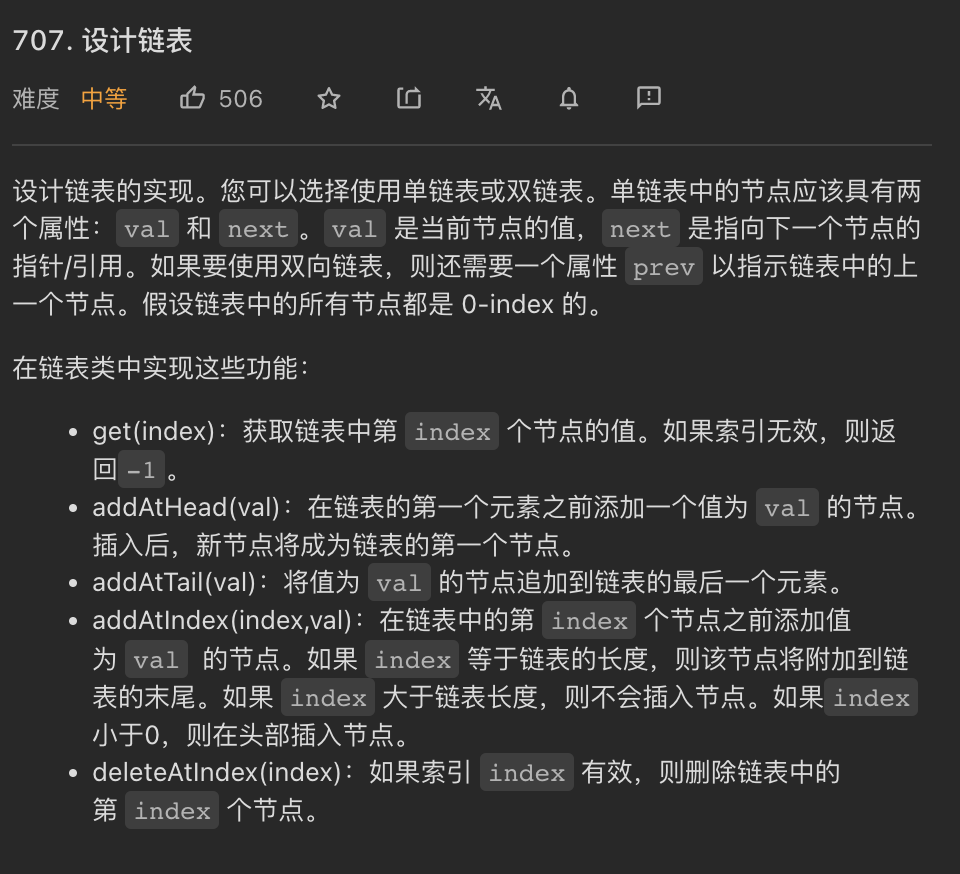 707. 设计链表
难度 中等 506
设计链表的实现。您可以选择使用单链表或双链表。单链表中的节点应该具有两
个属性：val 和 next。val 是当前节点的值，next 是指向下一个节点的
指针/引用。如果要使用双向链表，则还需要一个属性 prev 以指示链表中的上
一个节点。假设链表中的所有节点都是 0-index 的。
在链表类中实现这些功能：
• get(index)：获取链表中第 index 个节点的值。如果索引无效，则返
回-1。
• addAtHead(val)：在链表的第一个元素之前添加一个值为 val 的节点。
插入后，新节点将成为链表的第一个节点。
• addAtTail(val)：将值为 val 的节点追加到链表的最后一个元素。
• addAtIndex(index,val)：在链表中的第 index 个节点之前添加值
为 val 的节点。如果 index 等于链表的长度，则该节点将附加到链
表的末尾。如果 index 大于链表长度，则不会插入节点。如果index
小于0，则在头部插入节点。
• deleteAtIndex(index)：如果索引 index 有效，则删除链表中的
第 index 个节点。